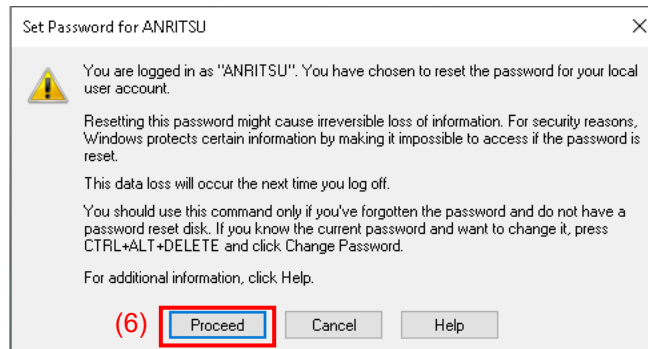 Set Password for ANRITSU
You are logged in as "ANRITSU". You have chosen to reset the password for your local
user account.
Resetting this password might cause irreversible loss of information. For security reasons,
Windows protects certain information by making it impossible to access if the password is
reset.
This data loss will occur the next time you log off.
You should use this command only if you've forgotten the password and do not have a
password reset disk. If you know the current password and want to change it, press
CTRL+ALT+DELETE and click Change Password.
For additional information, click Help.
(6) Proceed Cancel Help